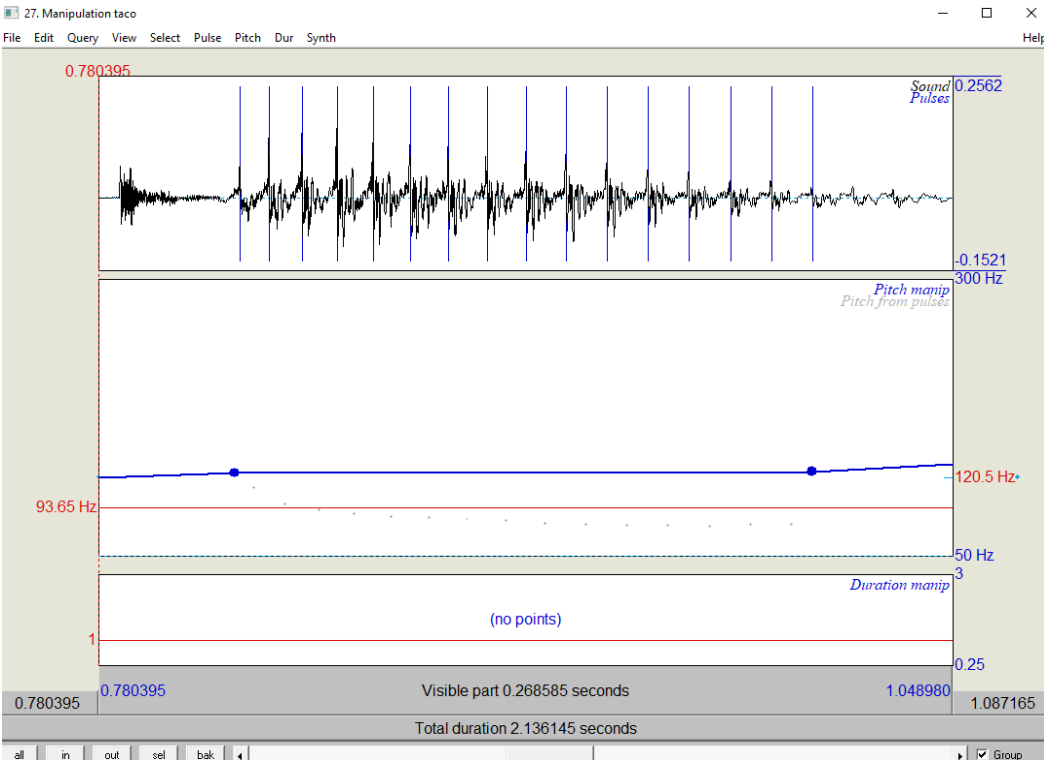 27. Manipulation taco
File Edit Query View Select Pulse Pitch Dur Synth Help
0.780395
Sound 0.2562
Pulses
-0.1521
300 Hz
Pitch manip
Pitch from pulses
120.5 Hz
93.65 Hz
50 Hz
3
Duration manip
(no points)
1
0.25
0.780395 Visible part 0.268585 seconds 1.048980
0.780395 1.087165
Total duration 2.136145 seconds
all in out sel bak Group